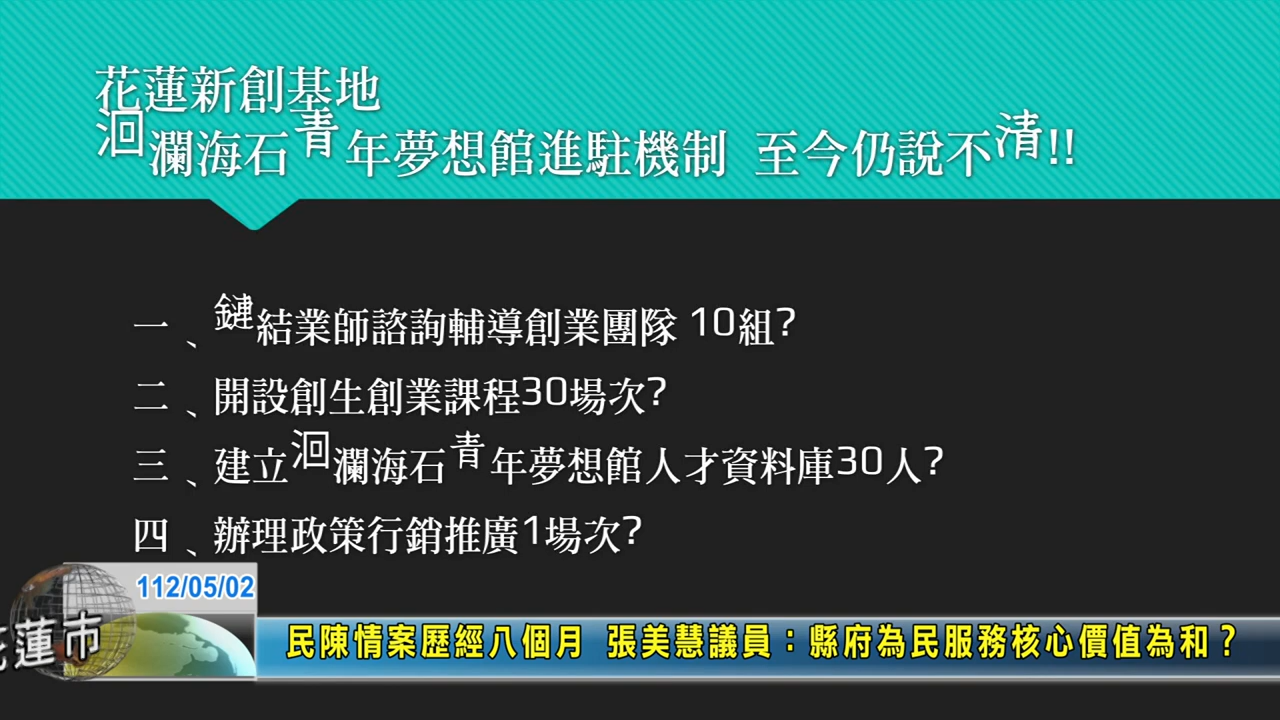 花蓮新創基地
洄瀾海石青年夢想館進駐機制 至今仍說不清!!
一、鏈結業師諮詢輔導創業團隊 10組?
二、開設創生創業課程30場次?
三、建立洄瀾海石青年夢想館人才資料庫30人?
四、辦理政策行銷推廣1場次?
112/05/02
花蓮市
民陳情案歷經八個月 張美慧議員：縣府為民服務核心價值為和？